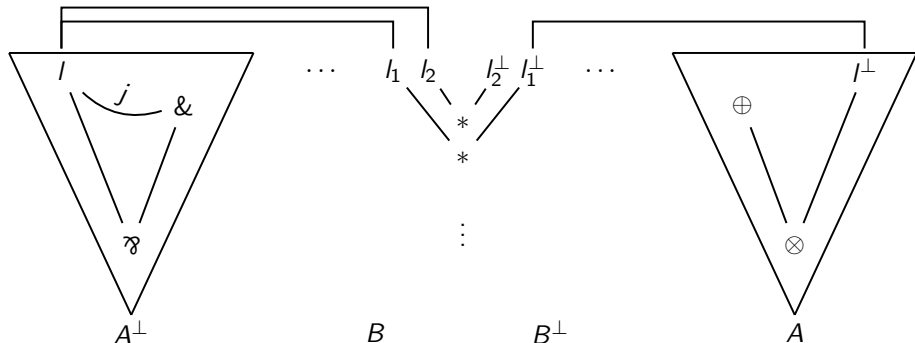 l ⋯ l₁ l₂ l₂^⊥ l₁^⊥ ⋯ l^⊥
j & * ⊕
*
⅋ ⋮ ⊗
A^⊥ B B^⊥ A